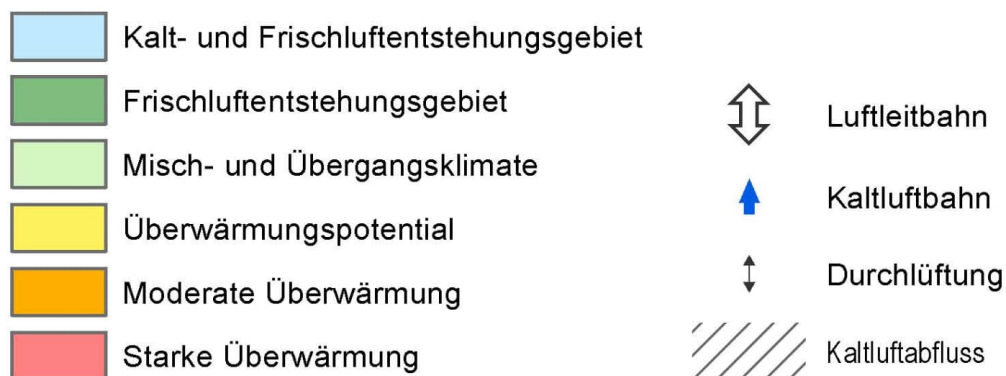 Kalt- und Frischluftentstehungsgebiet
Frischluftentstehungsgebiet
Misch- und Übergangsklimate
Überwärmungspotential
Moderate Überwärmung
Starke Überwärmung
Luftleitbahn
Kaltluftbahn
Durchlüftung
Kaltluftabfluss